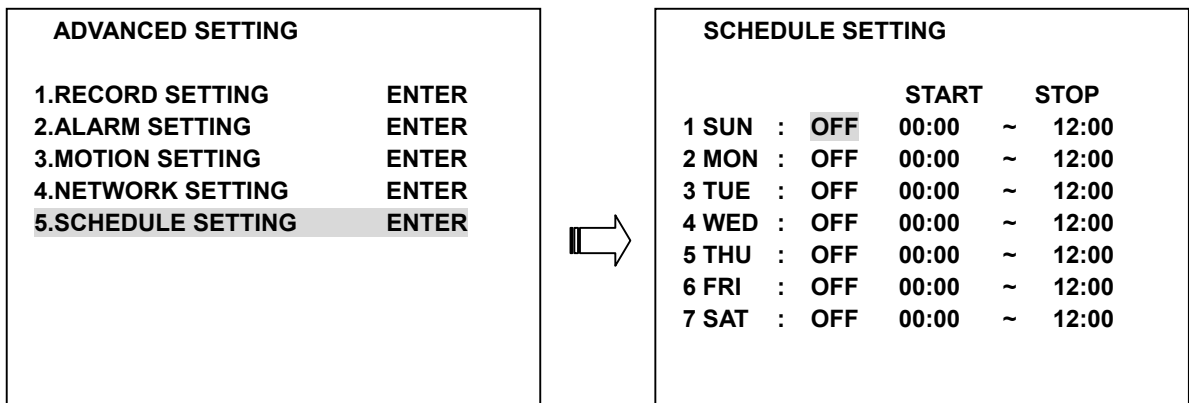 ADVANCED SETTING
1.RECORD SETTING ENTER
2.ALARM SETTING ENTER
3.MOTION SETTING ENTER
4.NETWORK SETTING ENTER
5.SCHEDULE SETTING ENTER
SCHEDULE SETTING
START STOP
1 SUN : OFF 00:00 ~ 12:00
2 MON : OFF 00:00 ~ 12:00
3 TUE : OFF 00:00 ~ 12:00
4 WED : OFF 00:00 ~ 12:00
5 THU : OFF 00:00 ~ 12:00
6 FRI : OFF 00:00 ~ 12:00
7 SAT : OFF 00:00 ~ 12:00